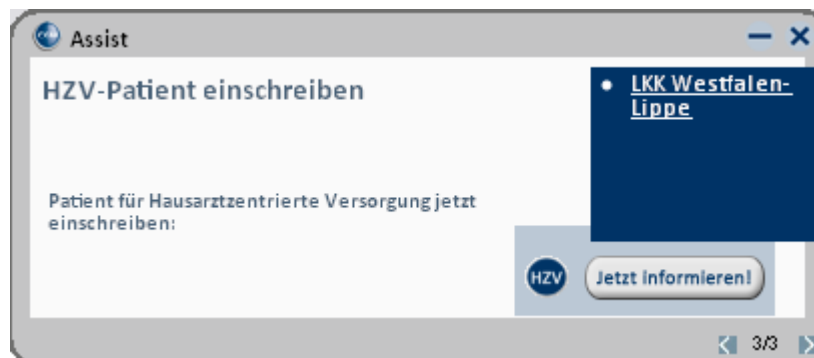 Assist
HZV-Patient einschreiben
LKK Westfalen-
Lippe
Patient für Hausarztzentrierte Versorgung jetzt
einschreiben:
HZV
Jetzt informieren!
3/3